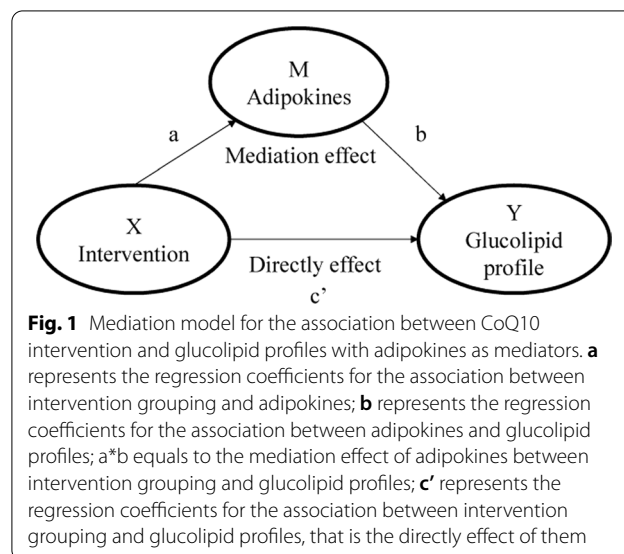 M
Adipokines
a
b
Mediation effect
X
Intervention
Y
Glucolipid
profile
Directly effect
c’
Fig. 1 Mediation model for the association between CoQ10
intervention and glucolipid profiles with adipokines as mediators. a
represents the regression coefficients for the association between
intervention grouping and adipokines; b represents the regression
coefficients for the association between adipokines and glucolipid
profiles; a*b equals to the mediation effect of adipokines between
intervention grouping and glucolipid profiles; c’ represents the
regression coefficients for the association between intervention
grouping and glucolipid profiles, that is the directly effect of them